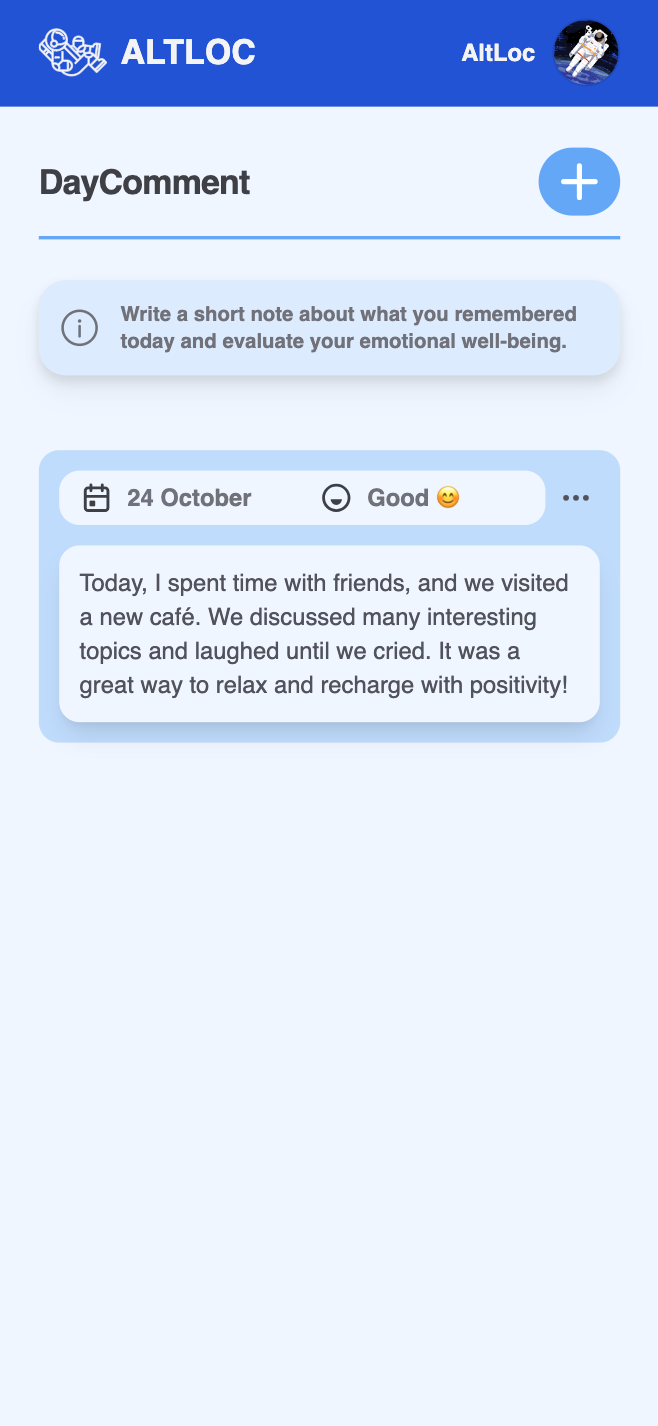 ALTLOC
AltLoc
DayComment
Write a short note about what you remembered
today and evaluate your emotional well-being.
24 October
Good 😊
Today, I spent time with friends, and we visited
a new café. We discussed many interesting
topics and laughed until we cried. It was a
great way to relax and recharge with positivity!